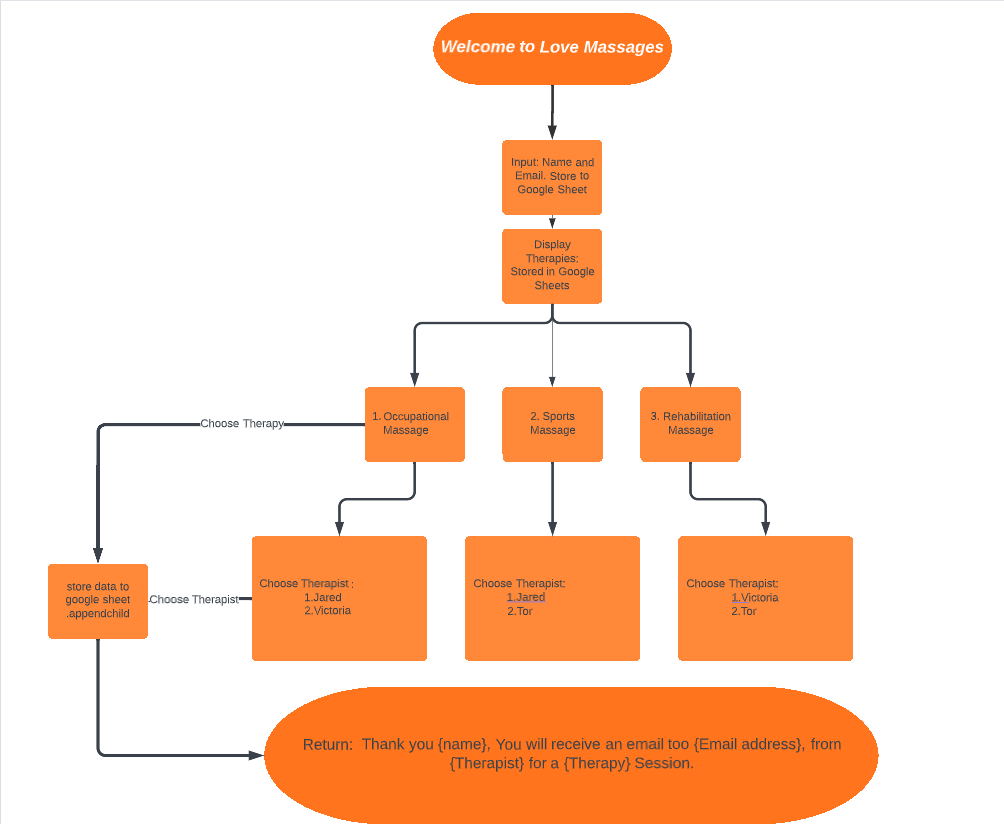 Welcome to Love Massages
Input: Name and
Email. Store to
Google Sheet
Display
Therapies:
Stored in Google
Sheets
1. Occupational
Massage
2. Sports
Massage
3. Rehabilitation
Massage
Choose Therapy
store data to
google sheet
.appendchild
Choose Therapist
Choose Therapist :
1.Jared
2.Victoria
Choose Therapist:
1.Jared
2.Tor
Choose Therapist:
1.Victoria
2.Tor
Return: Thank you {name}, You will receive an email too {Email address}, from
{Therapist} for a {Therapy} Session.